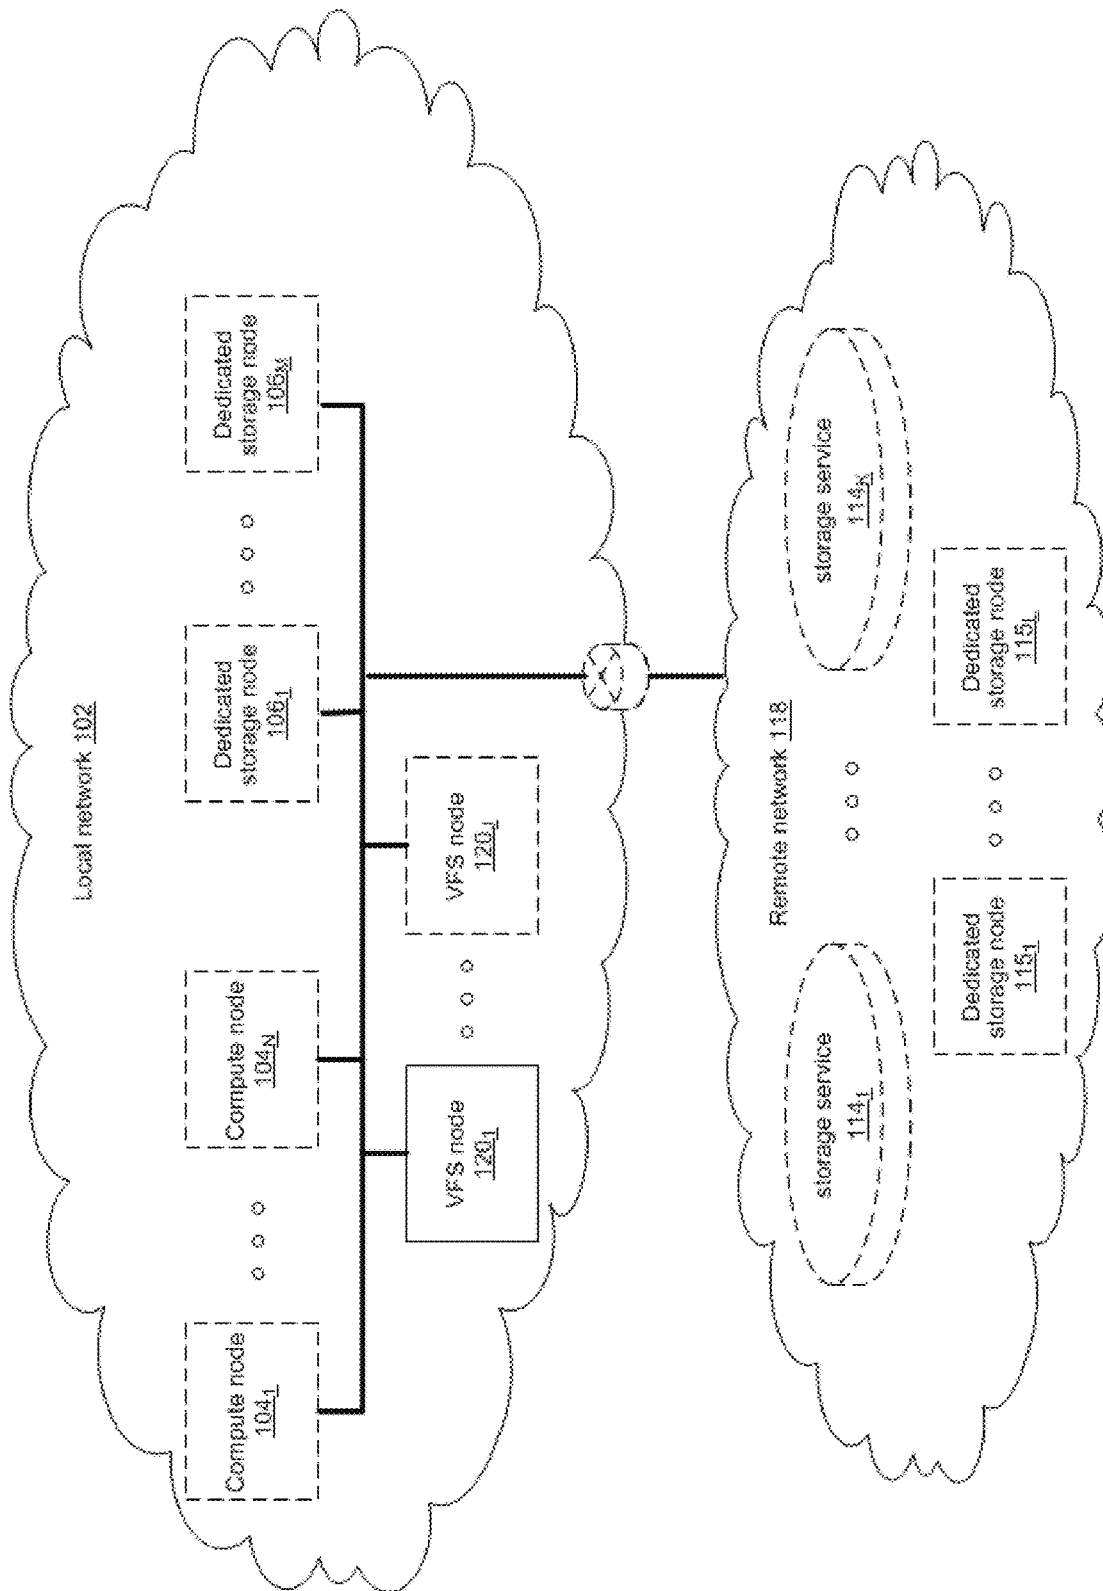 Local network 102
Compute node
104₁
Compute node
104N
Dedicated
storage node
106₁
Dedicated
storage node
106M
VFS node
120₁
VFS node
120J
Remote network 118
storage service
114₁
storage service
114K
Dedicated
storage node
115₁
Dedicated
storage node
115L